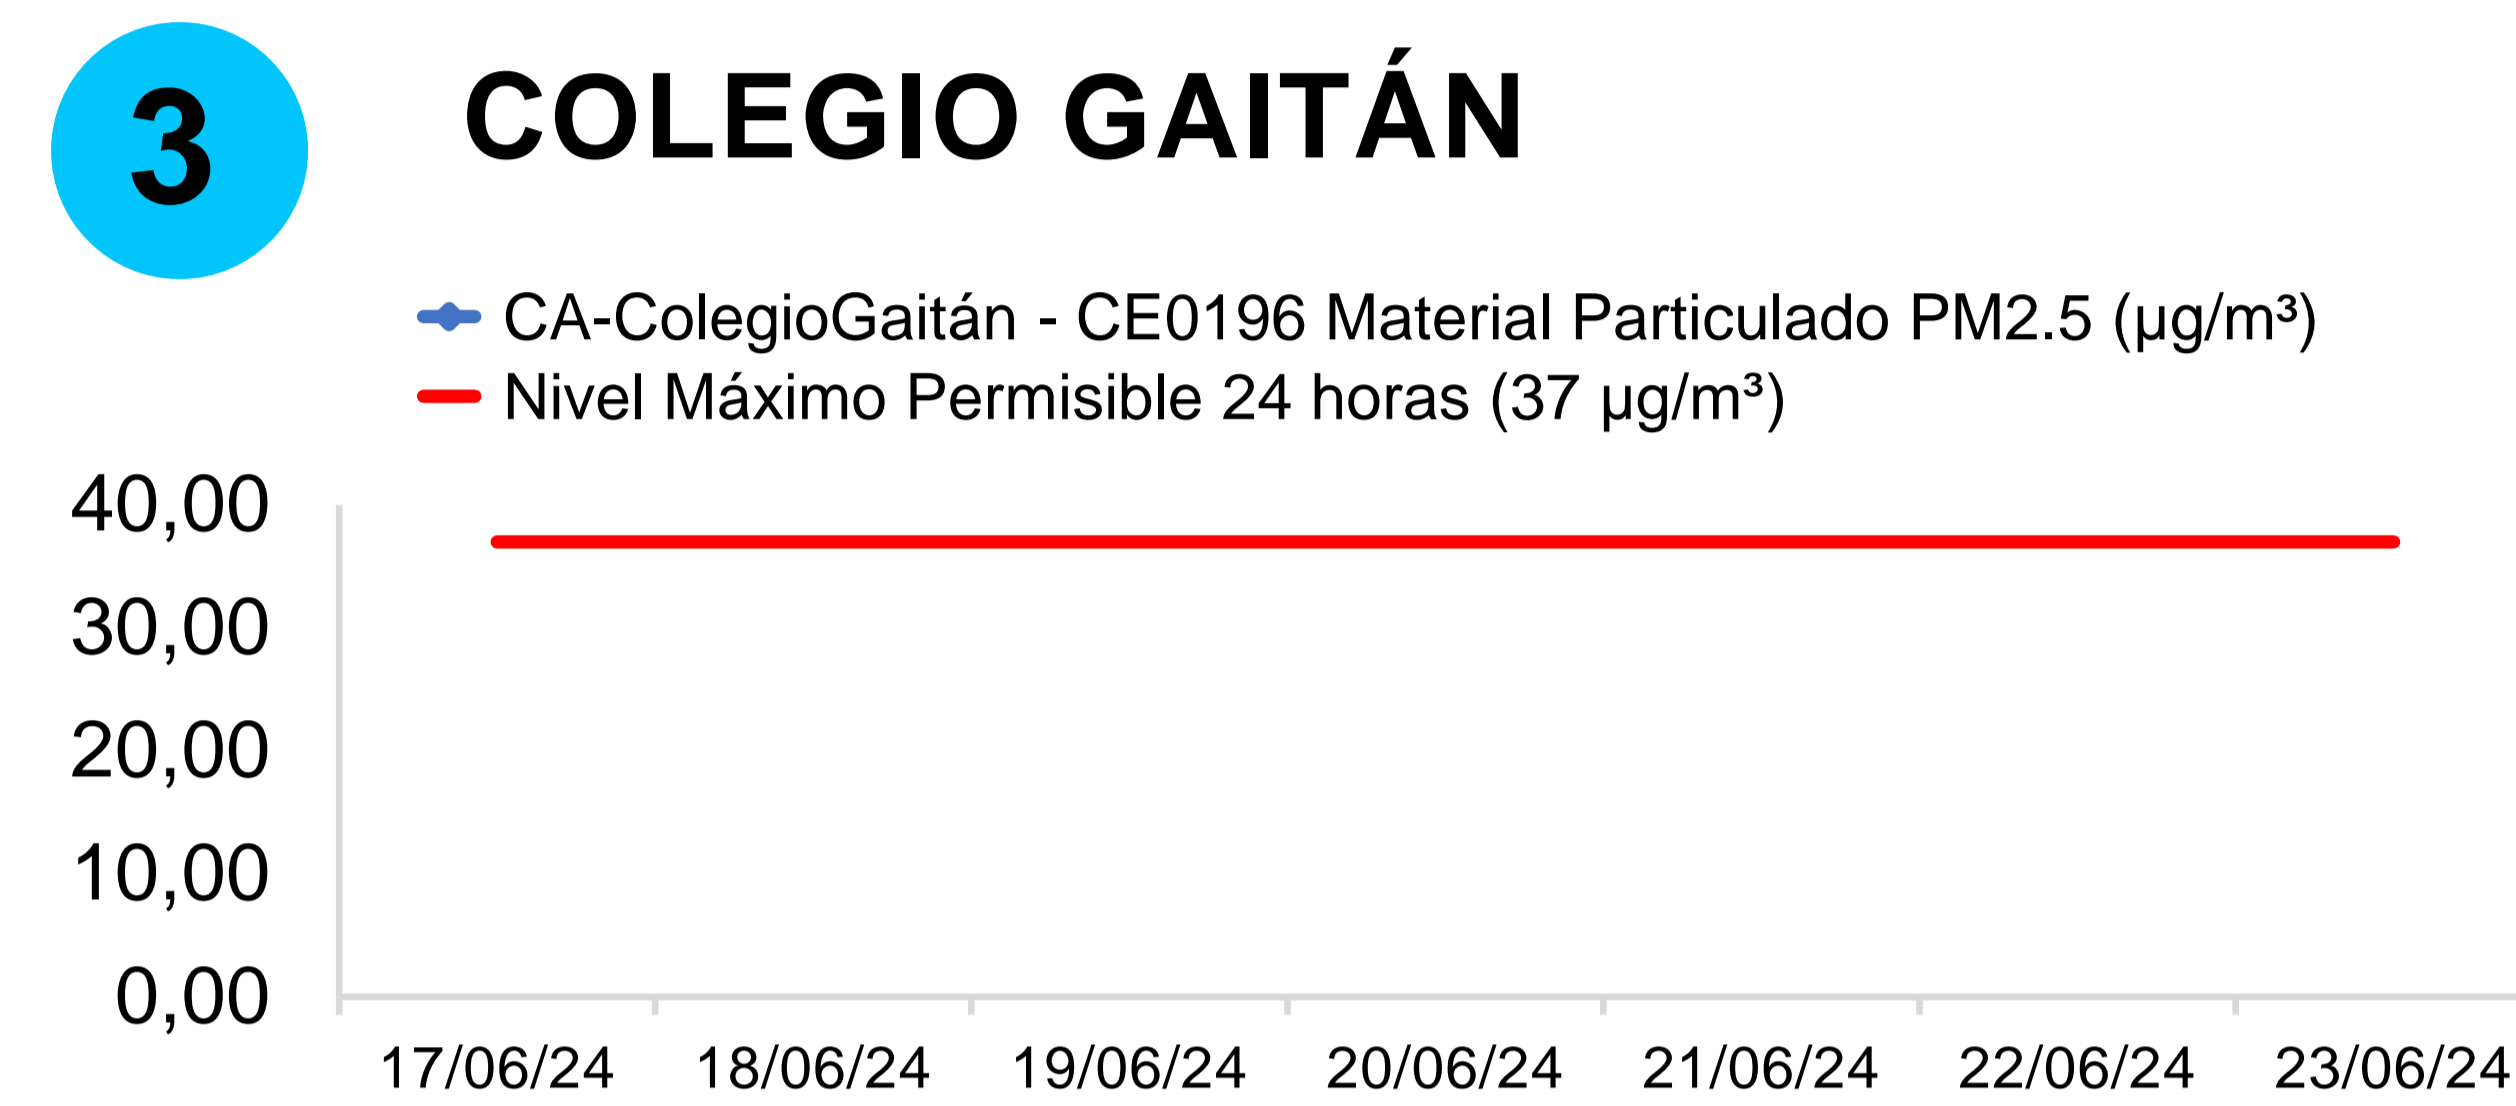 3
COLEGIO GAITÁN
CA-ColegioGaitán - CE0196 Material Particulado PM2.5 (µg/m³)
Nivel Máximo Permisible 24 horas (37 µg/m³)
40,00
30,00
20,00
10,00
0,00
17/06/24 18/06/24 19/06/24 20/06/24 21/06/24 22/06/24 23/06/24